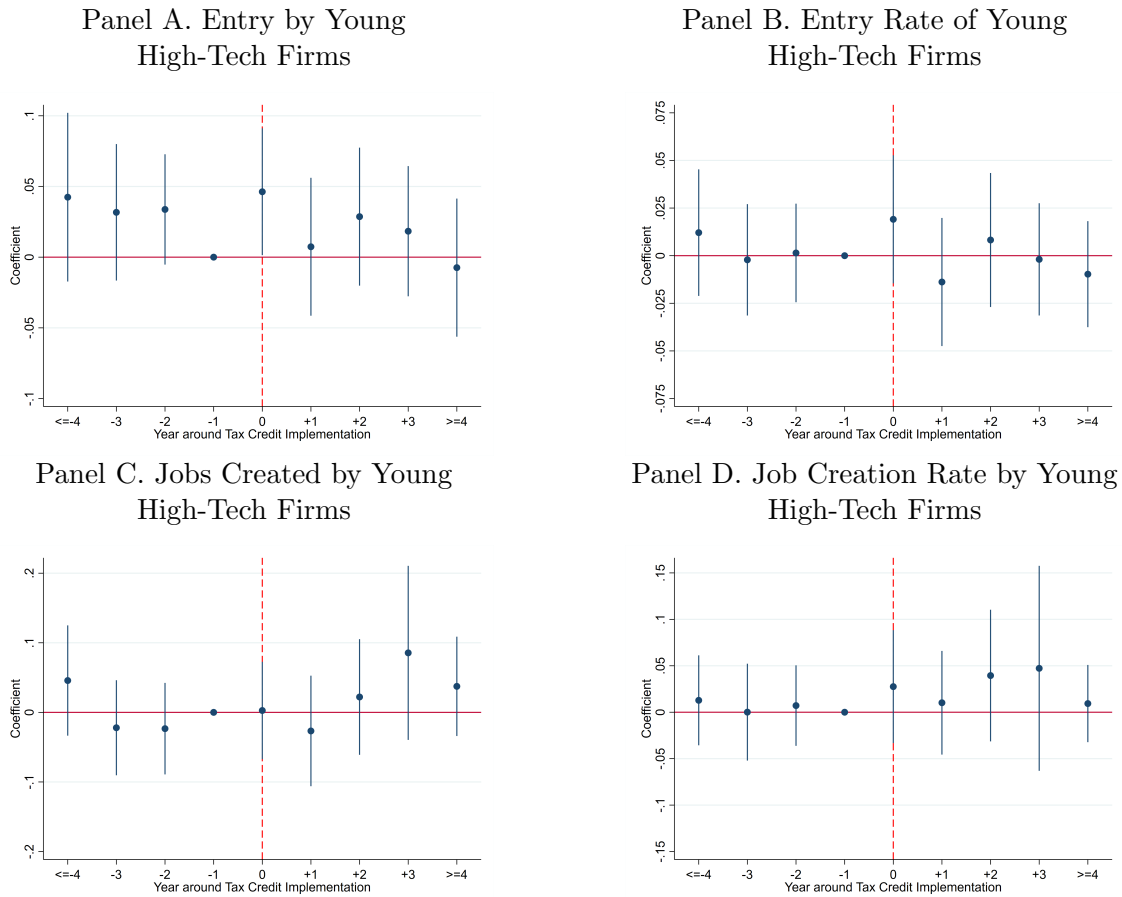 Panel A. Entry by Young
High-Tech Firms
.1
.05
0
-.05
-.1
Coefficient
<=-4 -3 -2 -1 0 +1 +2 +3 >=4
Year around Tax Credit Implementation
Panel B. Entry Rate of Young
High-Tech Firms
.075
.05
.025
0
-.025
-.05
-.075
Coefficient
<=-4 -3 -2 -1 0 +1 +2 +3 >=4
Year around Tax Credit Implementation
Panel C. Jobs Created by Young
High-Tech Firms
.2
.1
0
-.1
-.2
Coefficient
<=-4 -3 -2 -1 0 +1 +2 +3 >=4
Year around Tax Credit Implementation
Panel D. Job Creation Rate by Young
High-Tech Firms
.15
.1
.05
0
-.05
-.1
-.15
Coefficient
<=-4 -3 -2 -1 0 +1 +2 +3 >=4
Year around Tax Credit Implementation